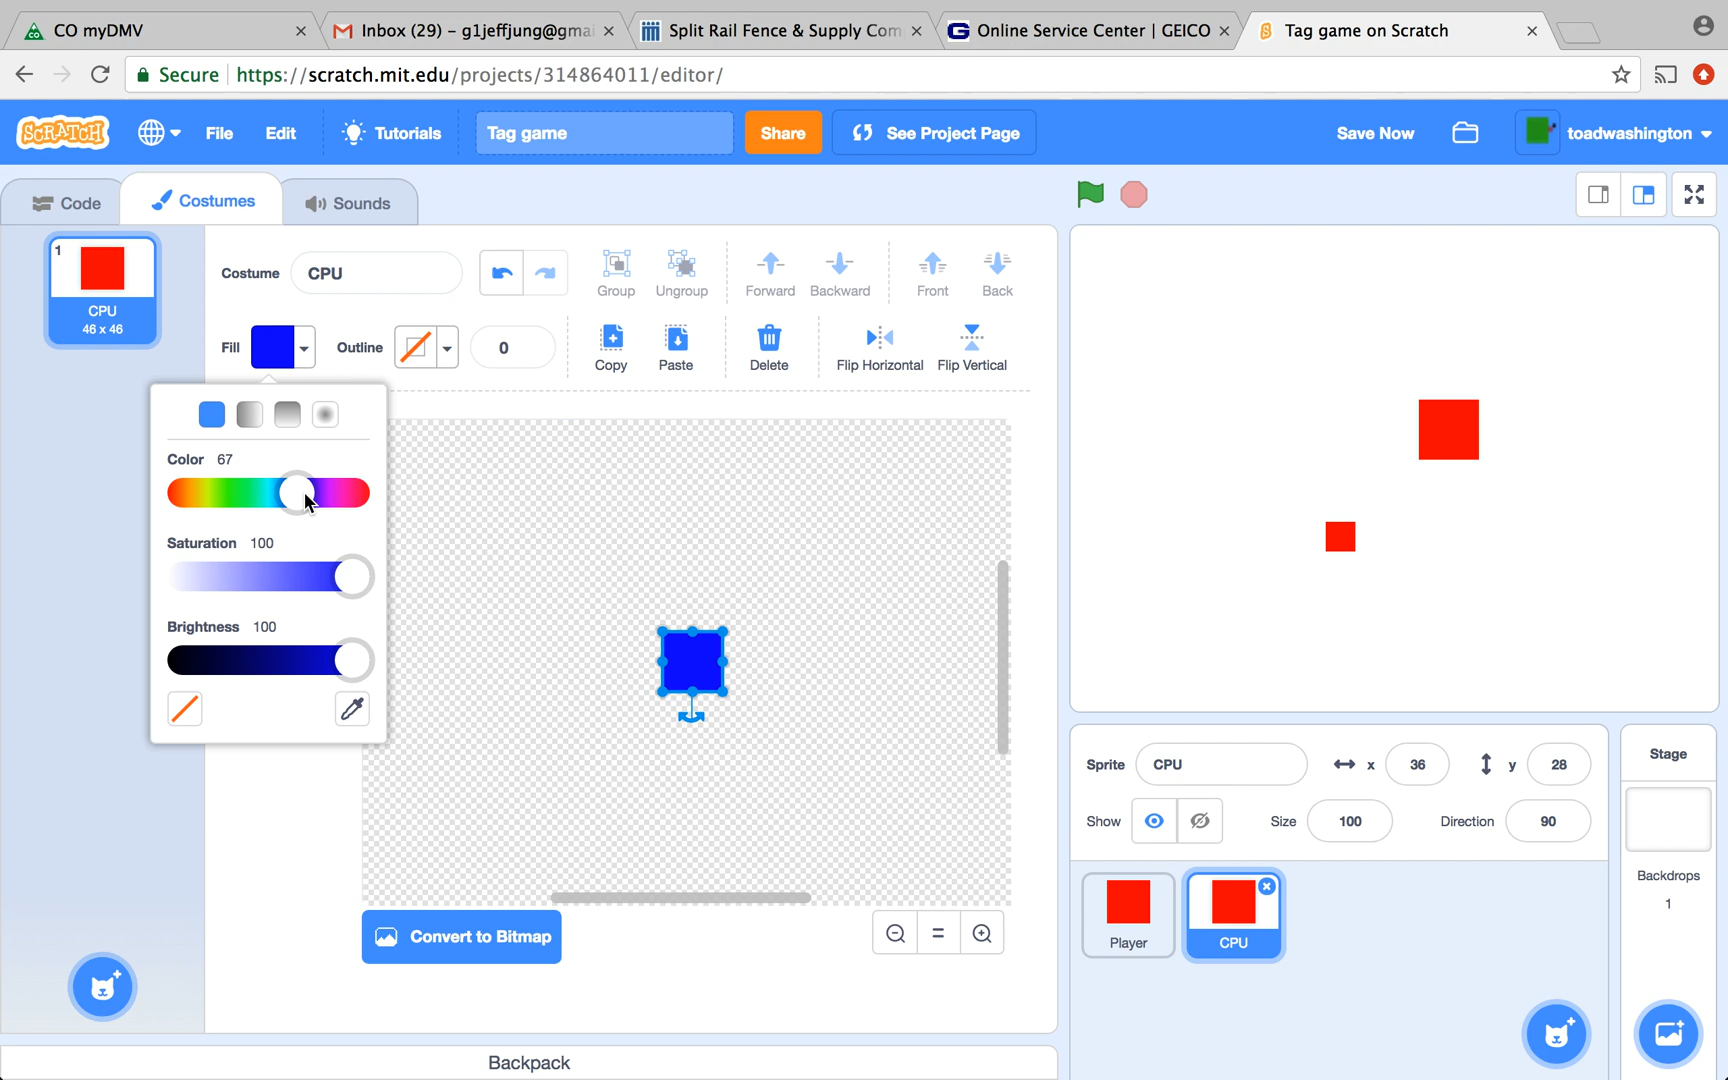 CO myDMV
Inbox (29) – g1jeffjung@gmai
Split Rail Fence & Supply Com
Online Service Center | GEICO
Tag game on Scratch
Secure https://scratch.mit.edu/projects/314864011/editor/
SCRATCH File Edit Tutorials Tag game Share See Project Page Save Now toadwashington
Code Costumes Sounds
1
CPU
46 x 46
Costume CPU Group Ungroup Forward Backward Front Back
Fill Outline 0 Copy Paste Delete Flip Horizontal Flip Vertical
Color 67
Saturation 100
Brightness 100
Convert to Bitmap
Backpack
Sprite CPU x 36 y 28
Show Size 100 Direction 90
Player
CPU
Stage
Backdrops
1